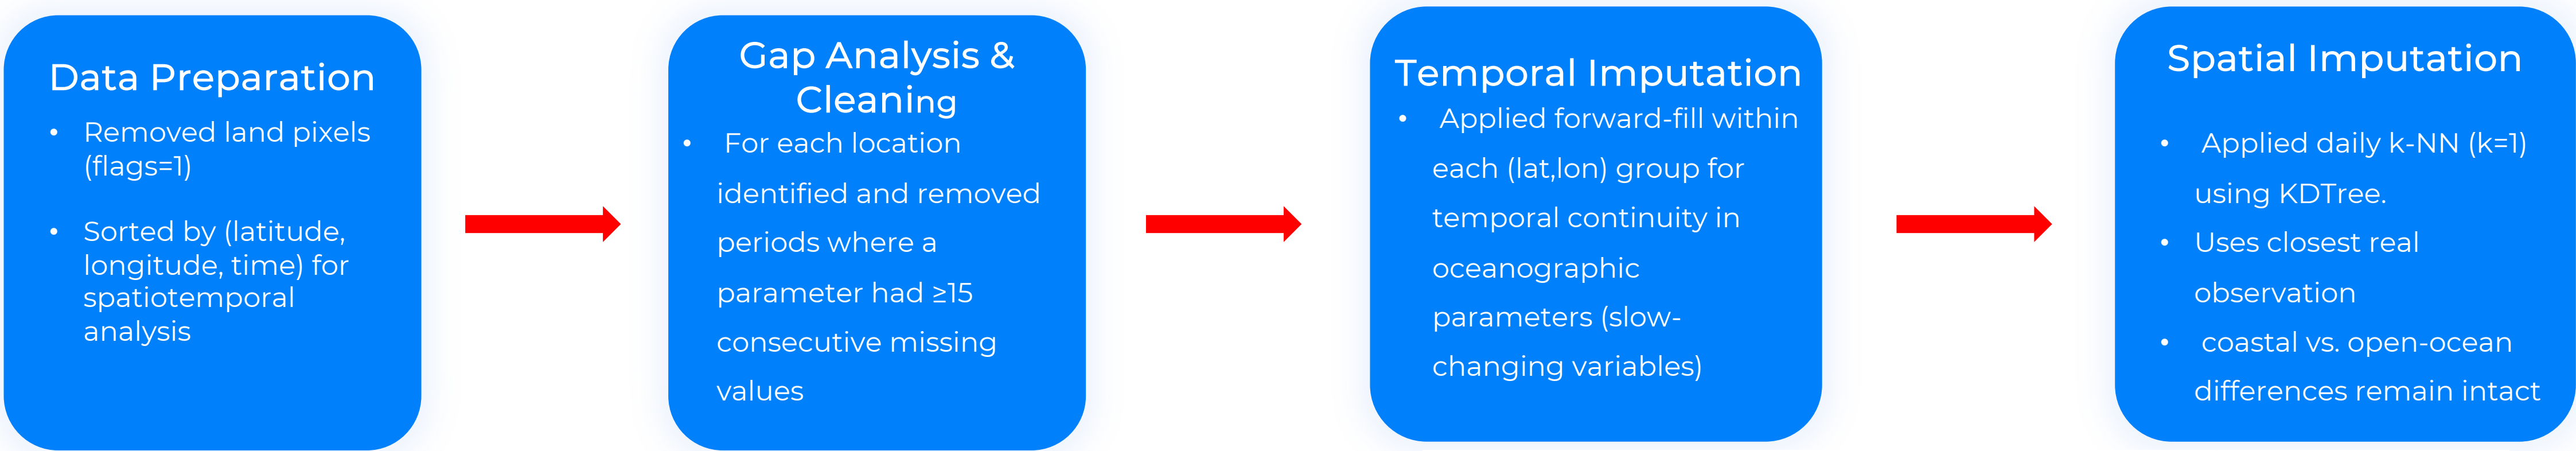 Data Preparation
• Removed land pixels
(flags=1)
• Sorted by (latitude,
longitude, time) for
spatiotemporal
analysis
Gap Analysis &
Cleaning
• For each location
identified and removed
periods where a
parameter had ≥15
consecutive missing
values
Temporal Imputation
• Applied forward-fill within
each (lat,lon) group for
temporal continuity in
oceanographic
parameters (slow-
changing variables)
Spatial Imputation
• Applied daily k-NN (k=1)
using KDTree.
• Uses closest real
observation
• coastal vs. open-ocean
differences remain intact